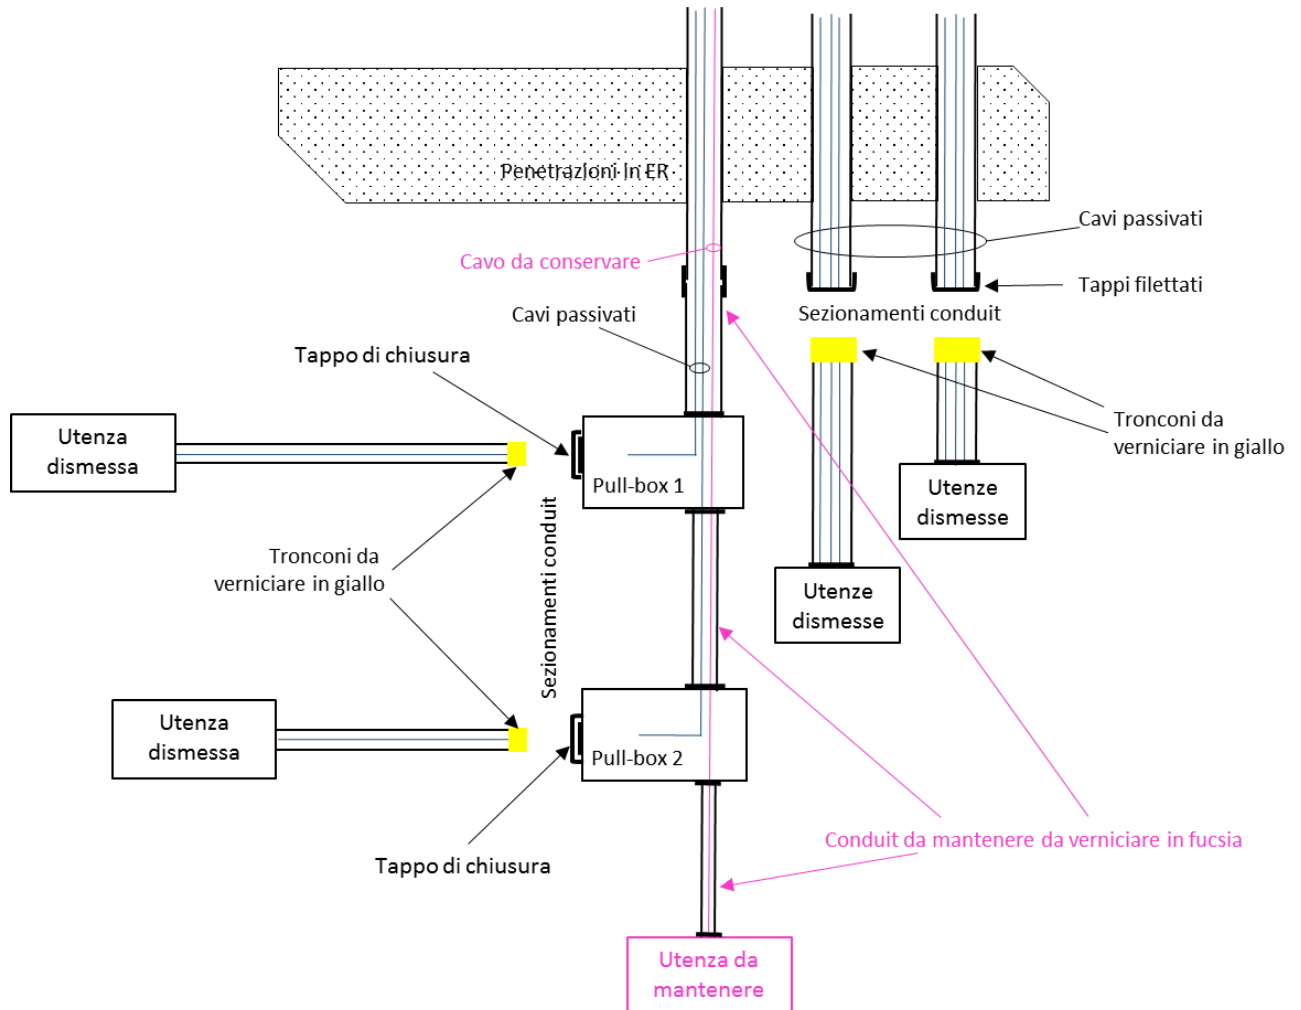 Penetrazioni in ER
Cavi passivati
Cavo da conservare
Tappi filettati
Cavi passivati
Sezionamenti conduit
Tappo di chiusura
Utenza
dismessa
Tronconi da
verniciare in giallo
Pull-box 1
Utenze
dismesse
Tronconi da
verniciare in giallo
Sezionamenti conduit
Utenze
dismesse
Utenza
dismessa
Pull-box 2
Conduit da mantenere da verniciare in fucsia
Tappo di chiusura
Utenza da
mantenere